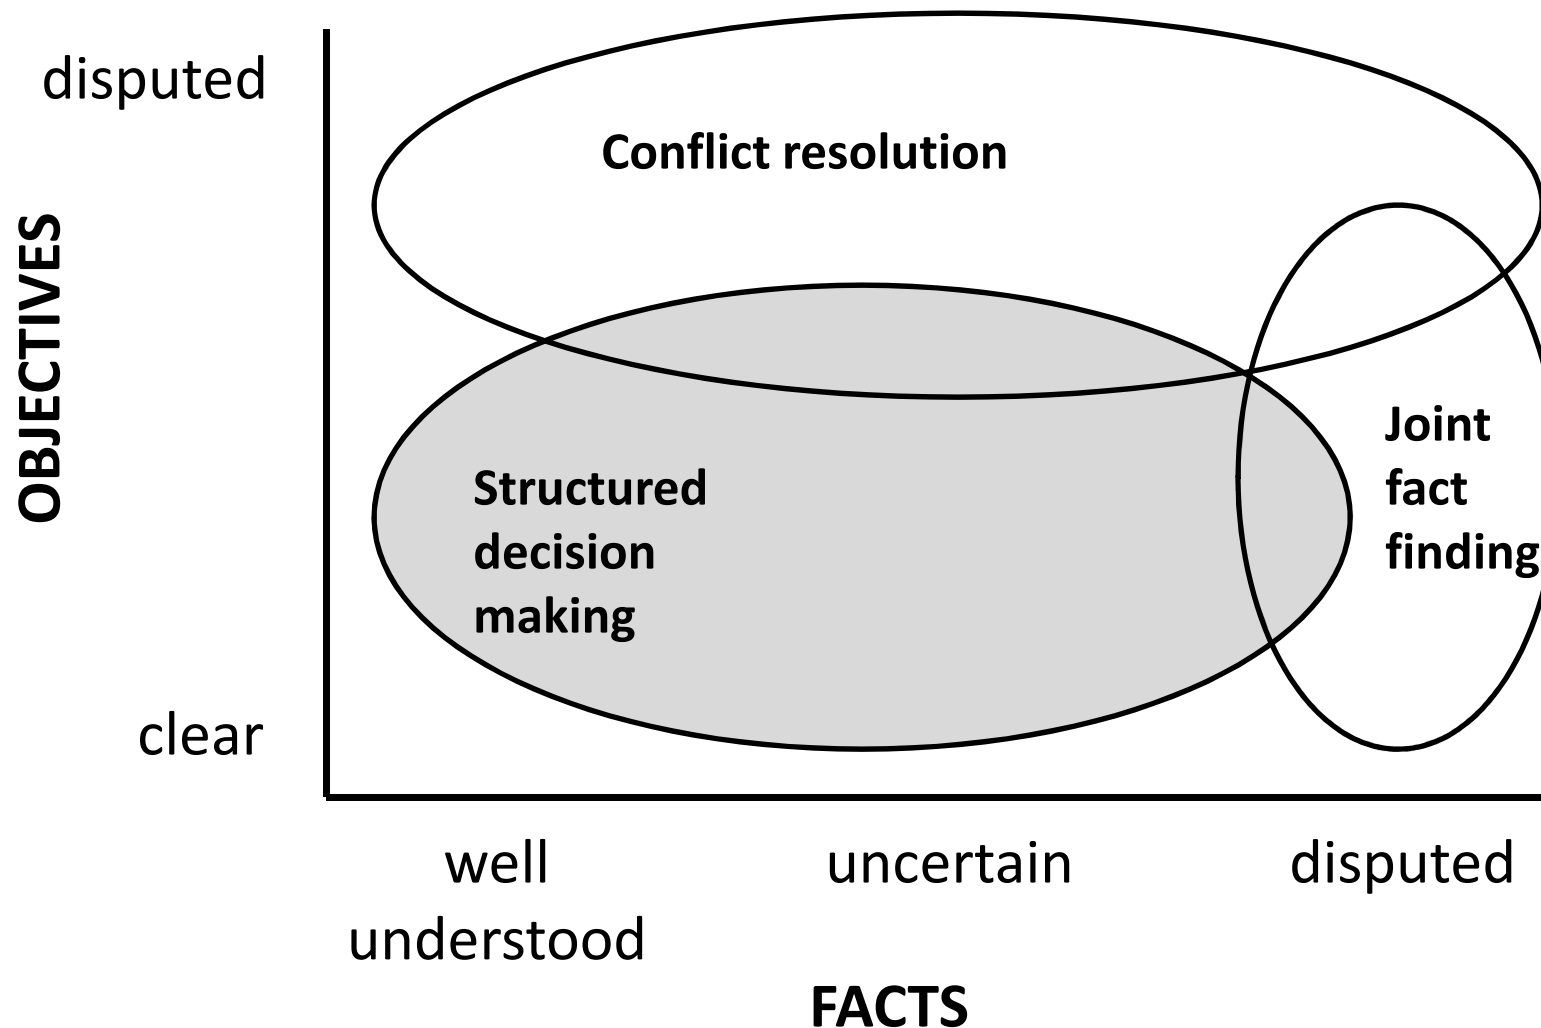 disputed
Conflict resolution
OBJECTIVES
Joint
fact
finding
Structured
decision
making
clear
well
understood
uncertain
disputed
FACTS